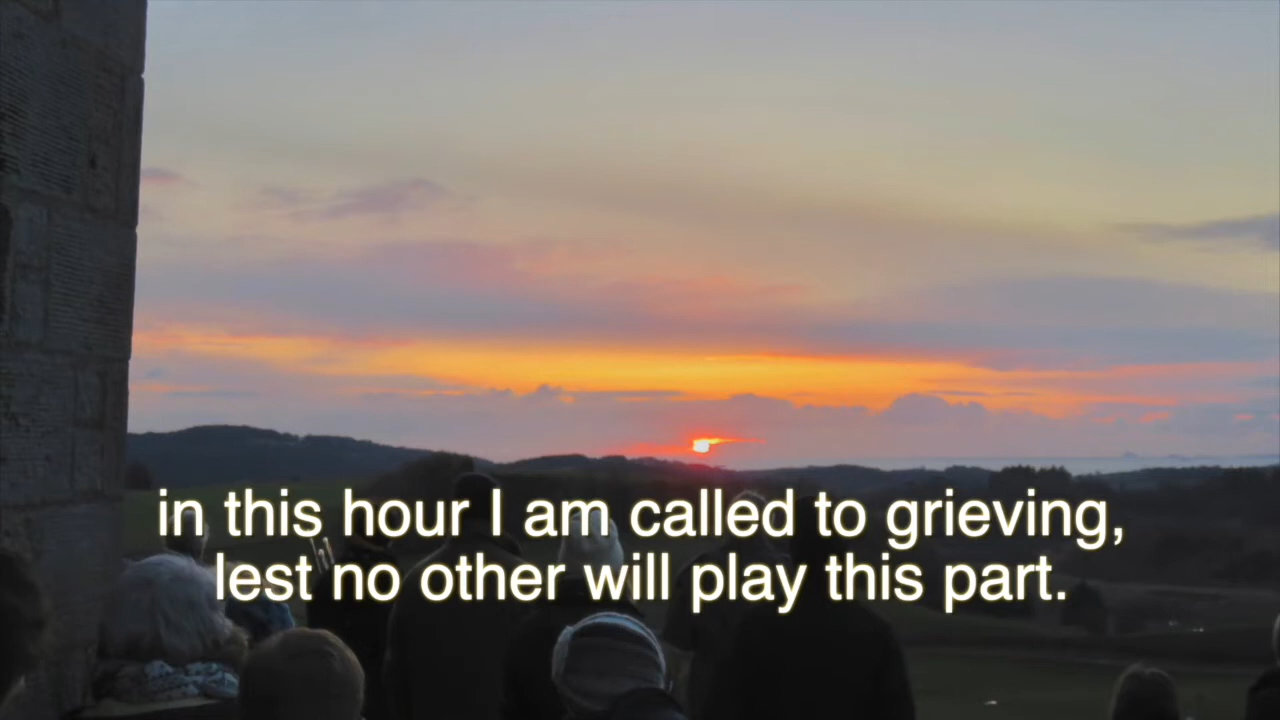 in this hour I am called to grieving,
lest no other will play this part.